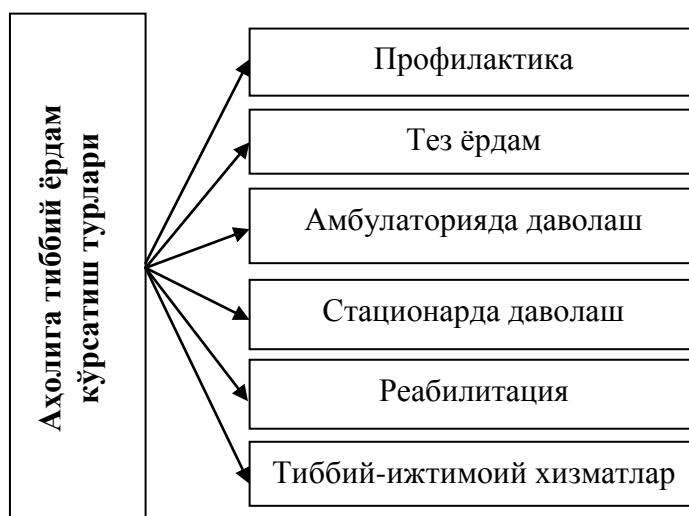 Аҳолига тиббий ёрдам
кўрсатиш турлари
Профилактика
Тез ёрдам
Амбулаторияда даволаш
Стационарда даволаш
Реабилитация
Тиббий-ижтимоий хизматлар